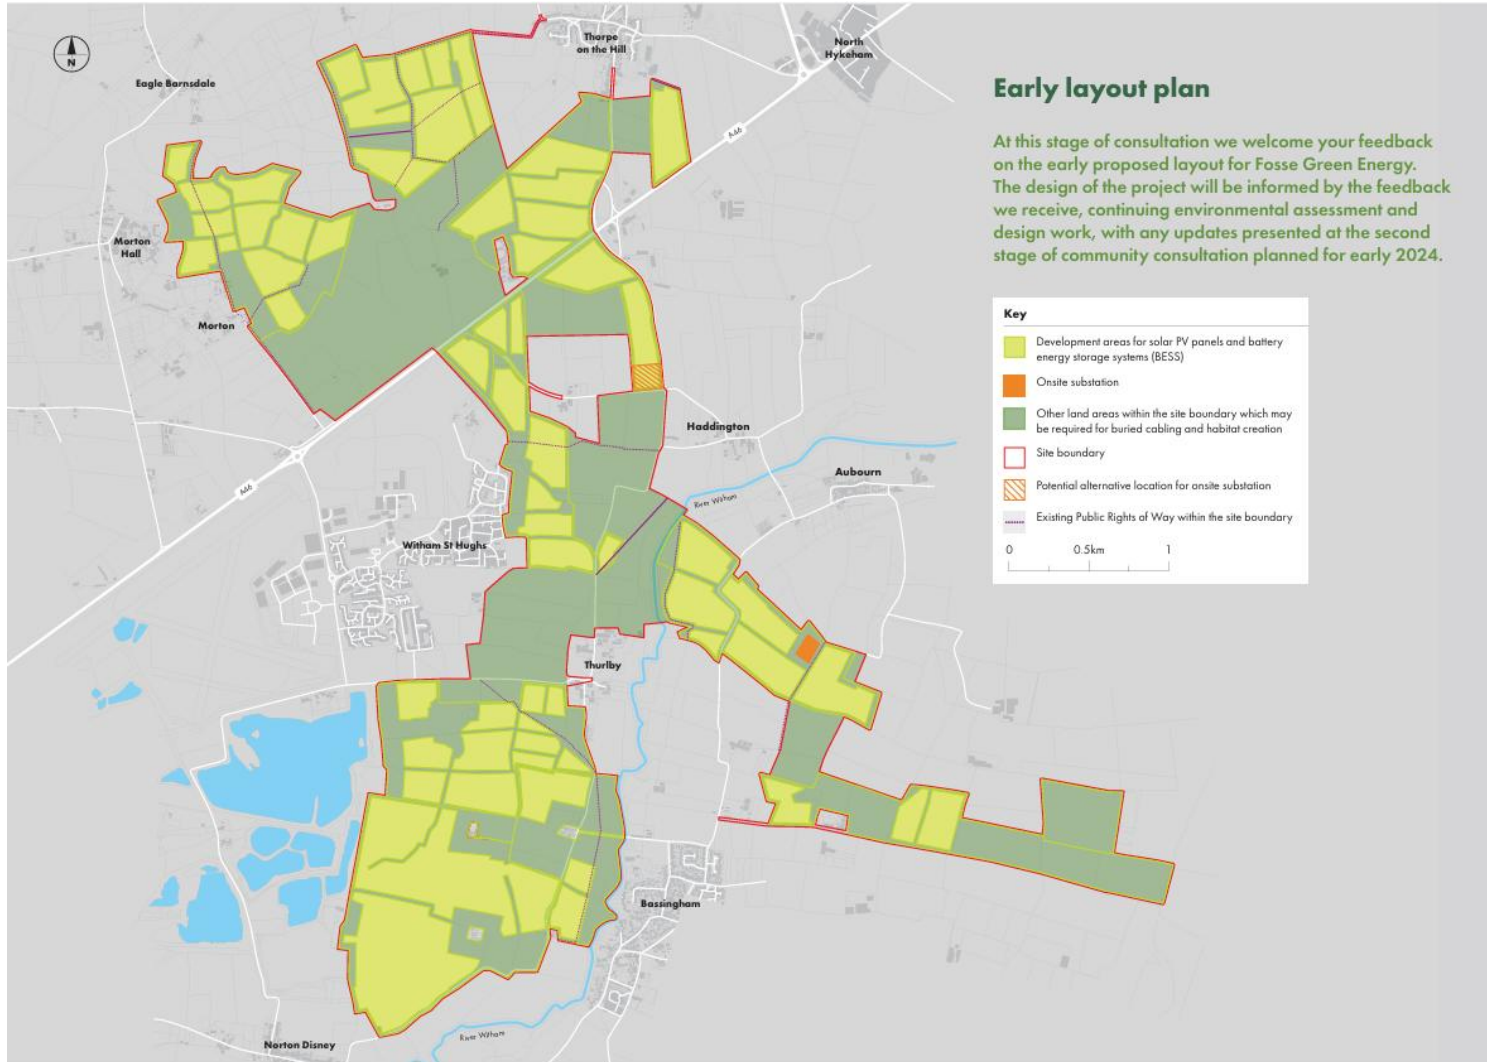 Early layout plan
At this stage of consultation we welcome your feedback
on the early proposed layout for Fosse Green Energy.
The design of the project will be informed by the feedback
we receive, continuing environmental assessment and
design work, with any updates presented at the second
stage of community consultation planned for early 2024.
Key
Development areas for solar PV panels and battery
energy storage systems (BESS)
Onsite substation
Other land areas within the site boundary which may
be required for buried cabling and habitat creation
Site boundary
Potential alternative location for onsite substation
Existing Public Rights of Way within the site boundary
0 0.5km 1
N
Thorpe
on the Hill
North
Hykeham
Eagle Barnsdale
A46
Morton
Hall
Morton
Haddington
Aubourn
A46
River Witham
Witham St Hughs
Thurlby
Bassingham
River Witham
Norton Disney